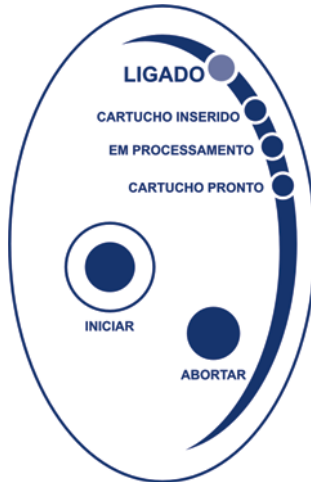 LIGADO
CARTUCHO INSERIDO
EM PROCESSAMENTO
CARTUCHO PRONTO
INICIAR
ABORTAR